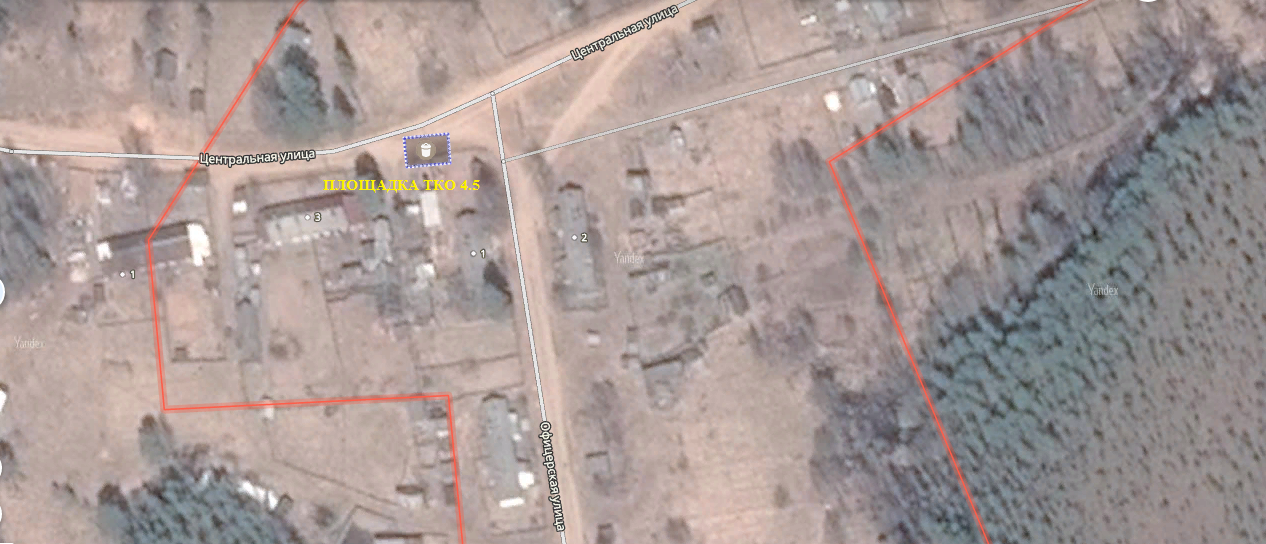 Центральная улица
Центральная улица
ПЛОЩАДКА ТКО 4.5
3
1
2
1
Yandex
Yandex
Yandex
Офицерская улица